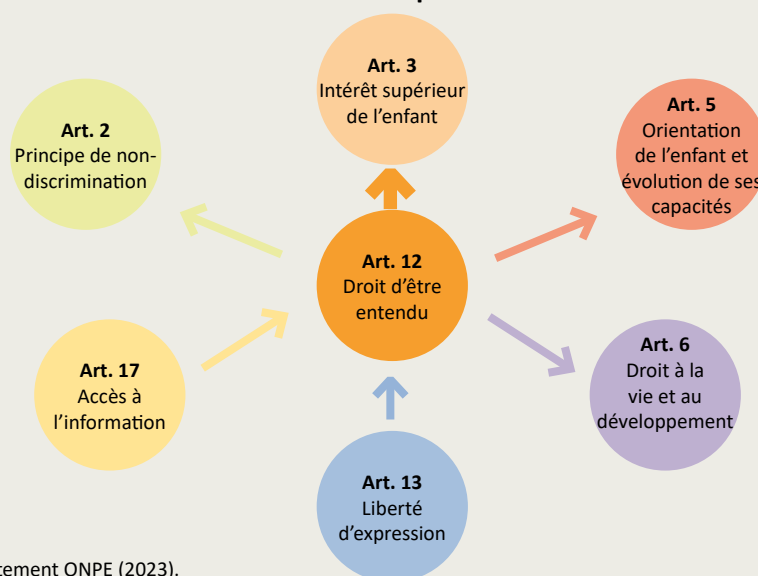 Art. 3
Intérêt supérieur
de l'enfant
Art. 2
Principe de non-
discrimination
Art. 5
Orientation
de l'enfant et
évolution de ses
capacités
Art. 12
Droit d'être
entendu
Art. 17
Accès à
l'information
Art. 6
Droit à la
vie et au
développement
Art. 13
Liberté
d'expression
tement ONPE (2023).